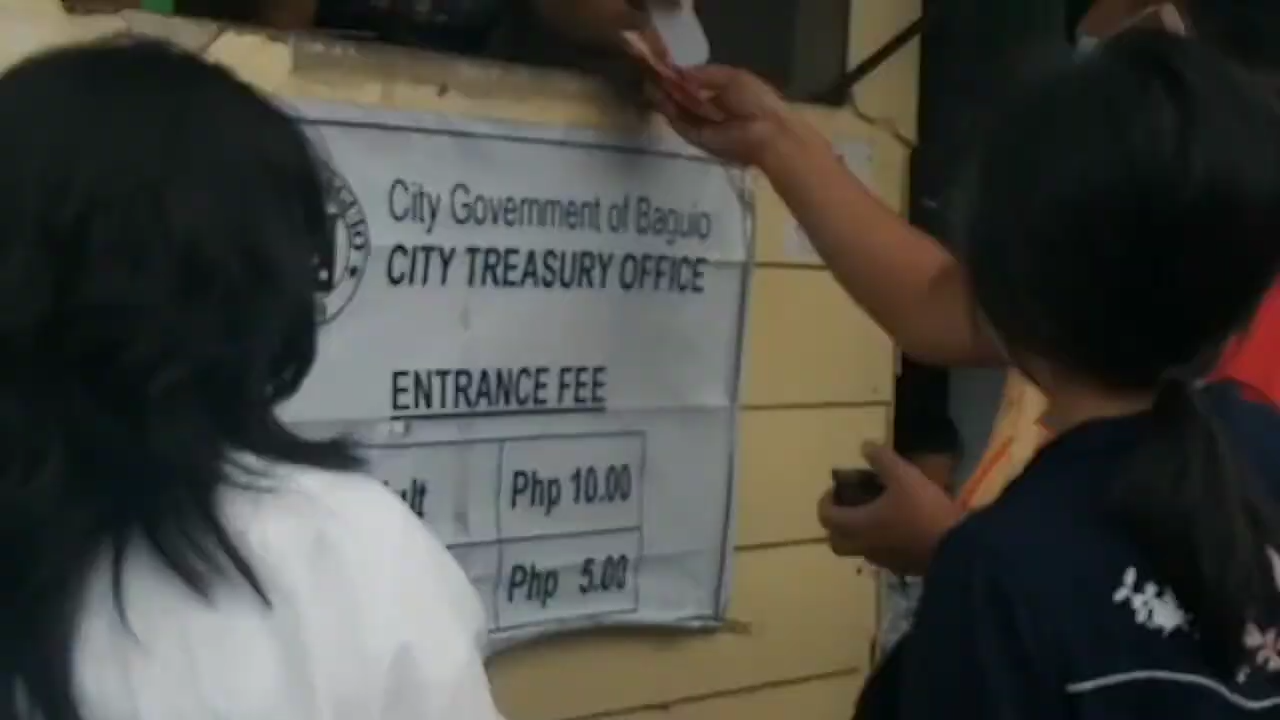 City Government of Baguio
CITY TREASURY OFFICE
ENTRANCE FEE
Php 10.00
Php 5.00